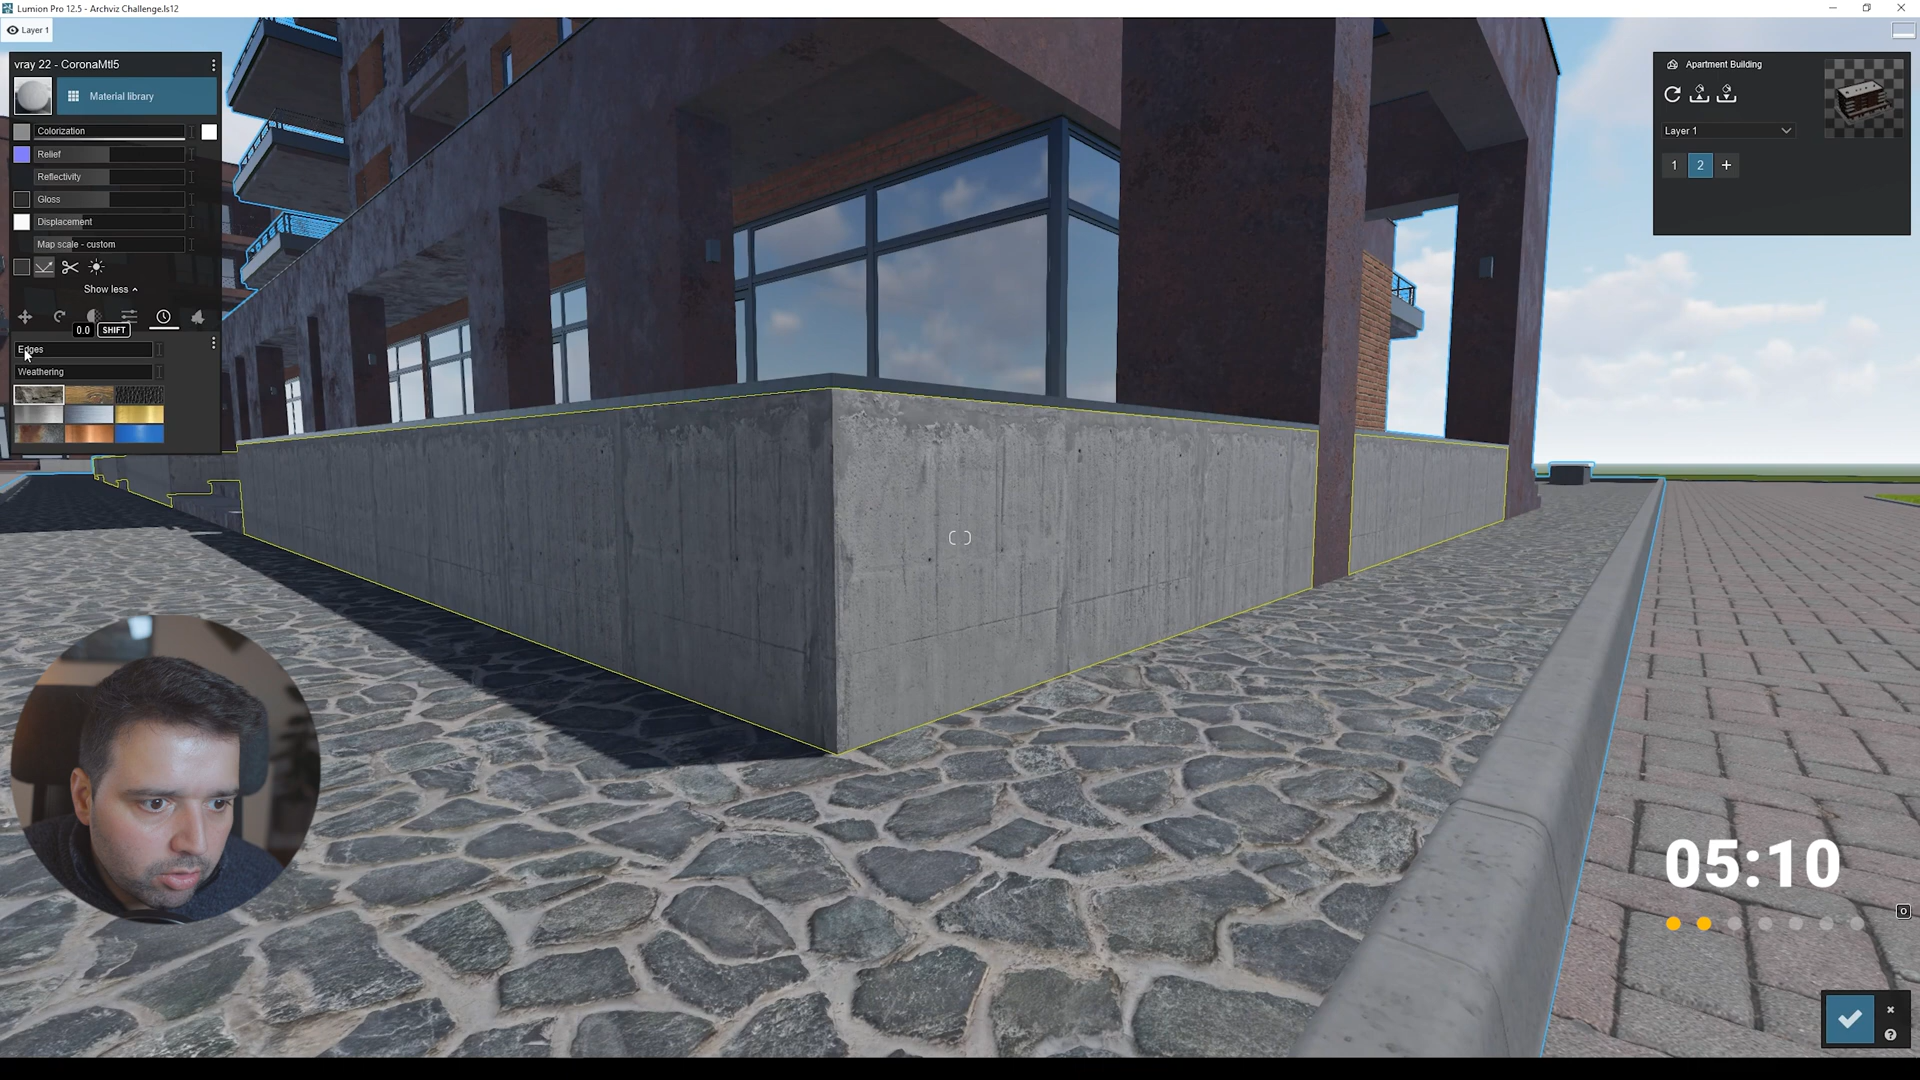 Lumion Pro 12.5 - Archviz Challenge.ls12
Layer 1
vray 22 - CoronaMtl5
Material library
Colorization
Relief
Reflectivity
Gloss
Displacement
Map scale - custom
Show less
0.0 SHIFT
Edges
Weathering
Apartment Building
Layer 1
1 2 +
05:10